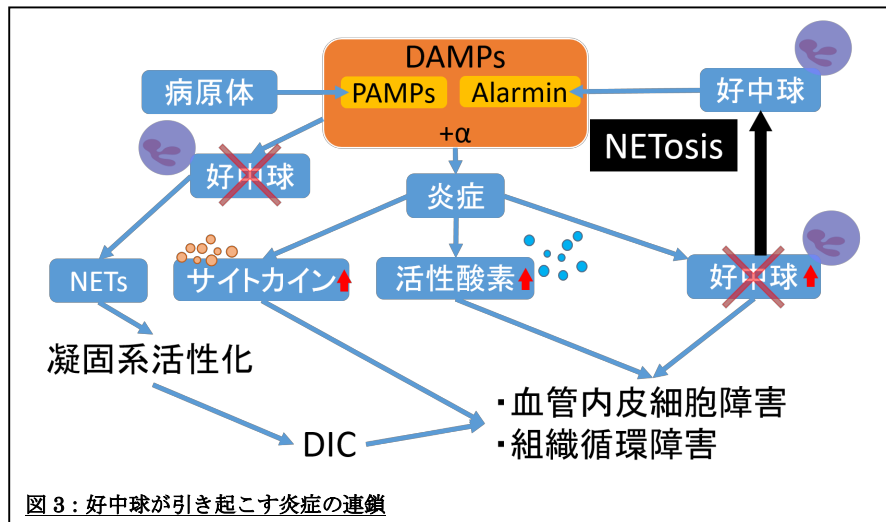 DAMPs
病原体
PAMPs
Alarmin
好中球
+α
NETosis
好中球
炎症
NETs
サイトカイン
活性酸素
好中球
凝固系活性化
・血管内皮細胞障害
・組織循環障害
DIC
図 3：好中球が引き起こす炎症の連鎖